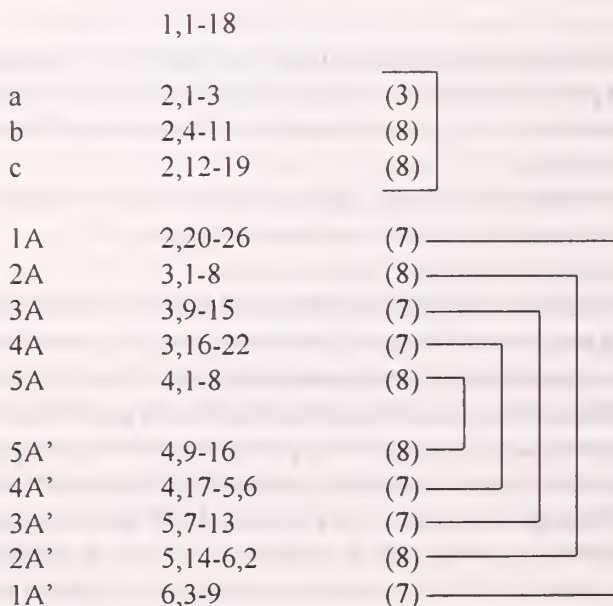 1,1-18
a 2,1-3 (3)
b 2,4-11 (8)
c 2,12-19 (8)
1A 2,20-26 (7)
2A 3,1-8 (8)
3A 3,9-15 (7)
4A 3,16-22 (7)
5A 4,1-8 (8)
5A’ 4,9-16 (8)
4A’ 4,17-5,6 (7)
3A’ 5,7-13 (7)
2A’ 5,14-6,2 (8)
1A’ 6,3-9 (7)